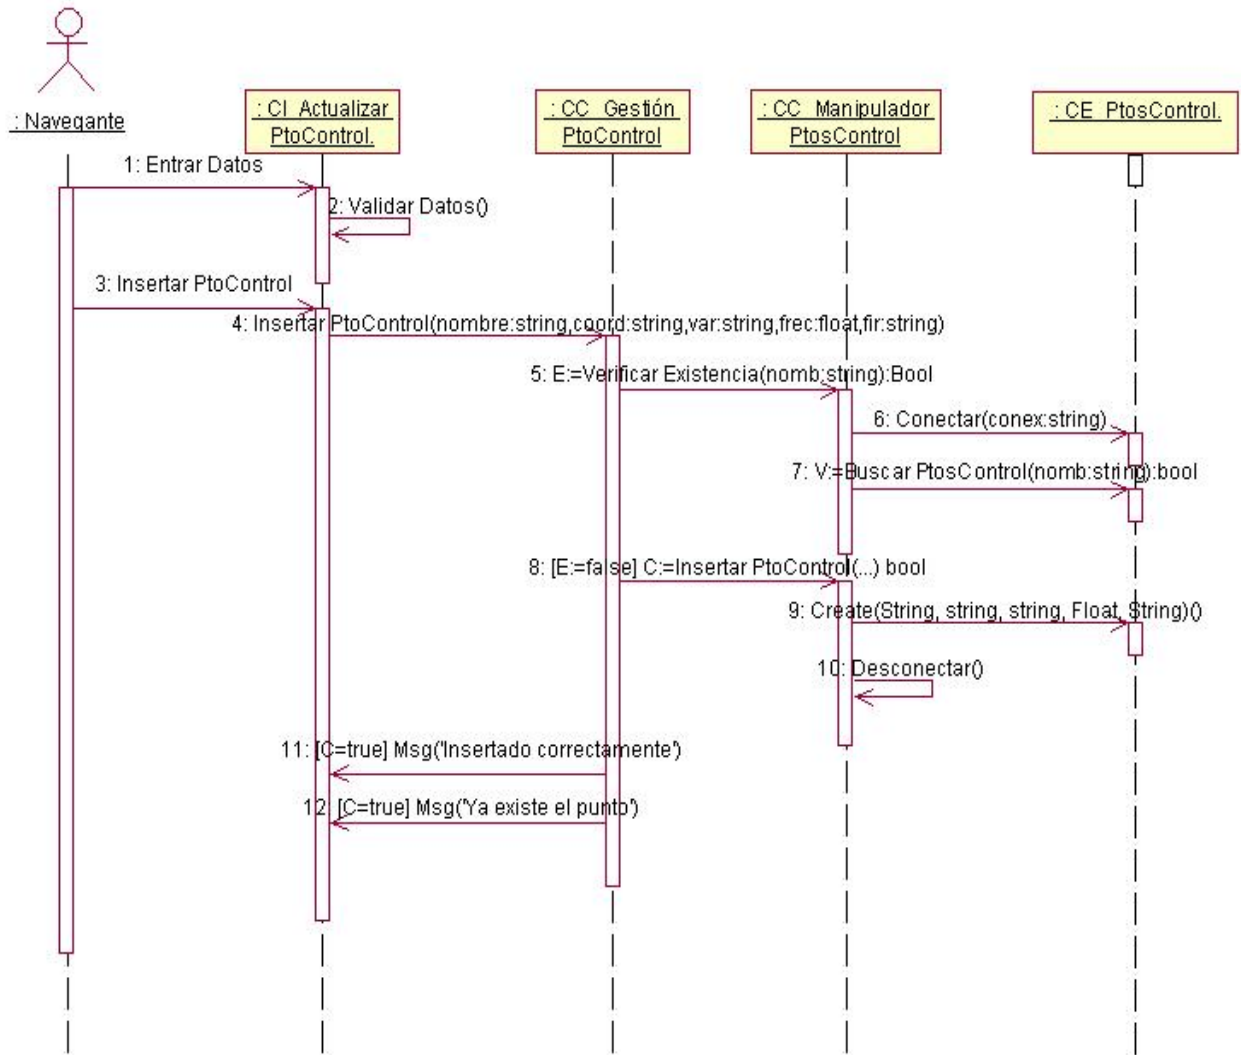 : Navegante
: CI_Actualizar
PtoControl.
: CC_Gestión
PtoControl
: CC_Manipulador
PtosControl
: CE_PtosControl.
1: Entrar Datos
2: Validar Datos()
3: Insertar PtoControl
4: Insertar PtoControl(nombre:string,coord:string,var:string,frec:float,fir:string)
5: E:=Verificar Existencia(nomb:string):Bool
6: Conectar(conex:string)
7: V:=Buscar PtosControl(nomb:string):bool
8: [E:=false] C:=Insertar PtoControl(...) bool
9: Create(String, string, string, Float, String)()
10: Desconectar()
11: [C=true] Msg('Insertado correctamente')
12: [C=true] Msg('Ya existe el punto')